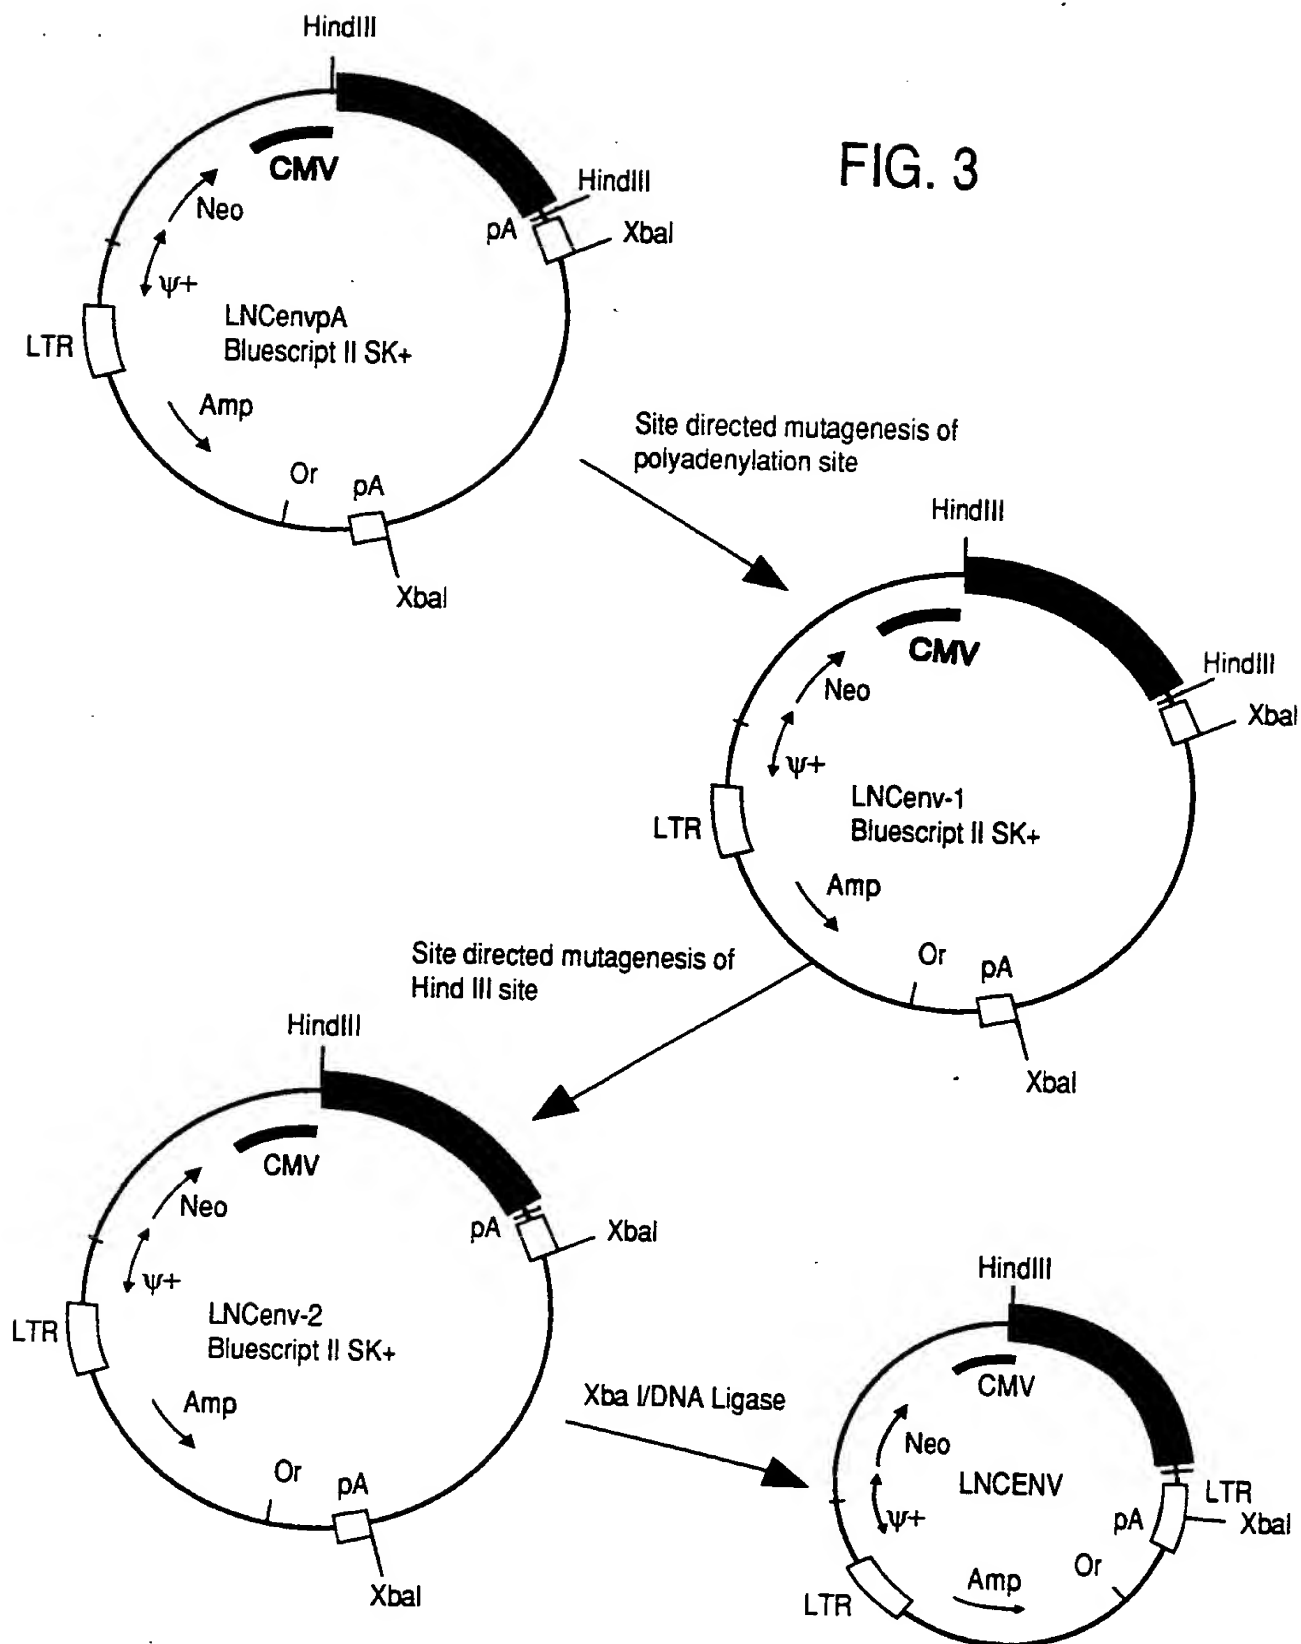 HindIII
FIG. 3
CMV
HindIII
Neo
pA
XbaI
ψ+
LNCenvpA
Bluescript II SK+
LTR
Amp
Site directed mutagenesis of
polyadenylation site
Or
pA
XbaI
HindIII
CMV
HindIII
Neo
XbaI
ψ+
LNCenv-1
Bluescript II SK+
LTR
Amp
Site directed mutagenesis of
Hind III site
Or
pA
XbaI
HindIII
CMV
Neo
pA
XbaI
ψ+
LNCenv-2
Bluescript II SK+
LTR
Amp
Xba I/DNA Ligase
Or
pA
XbaI
HindIII
CMV
Neo
LNCENV
LTR
pA
XbaI
ψ+
Or
Amp
LTR